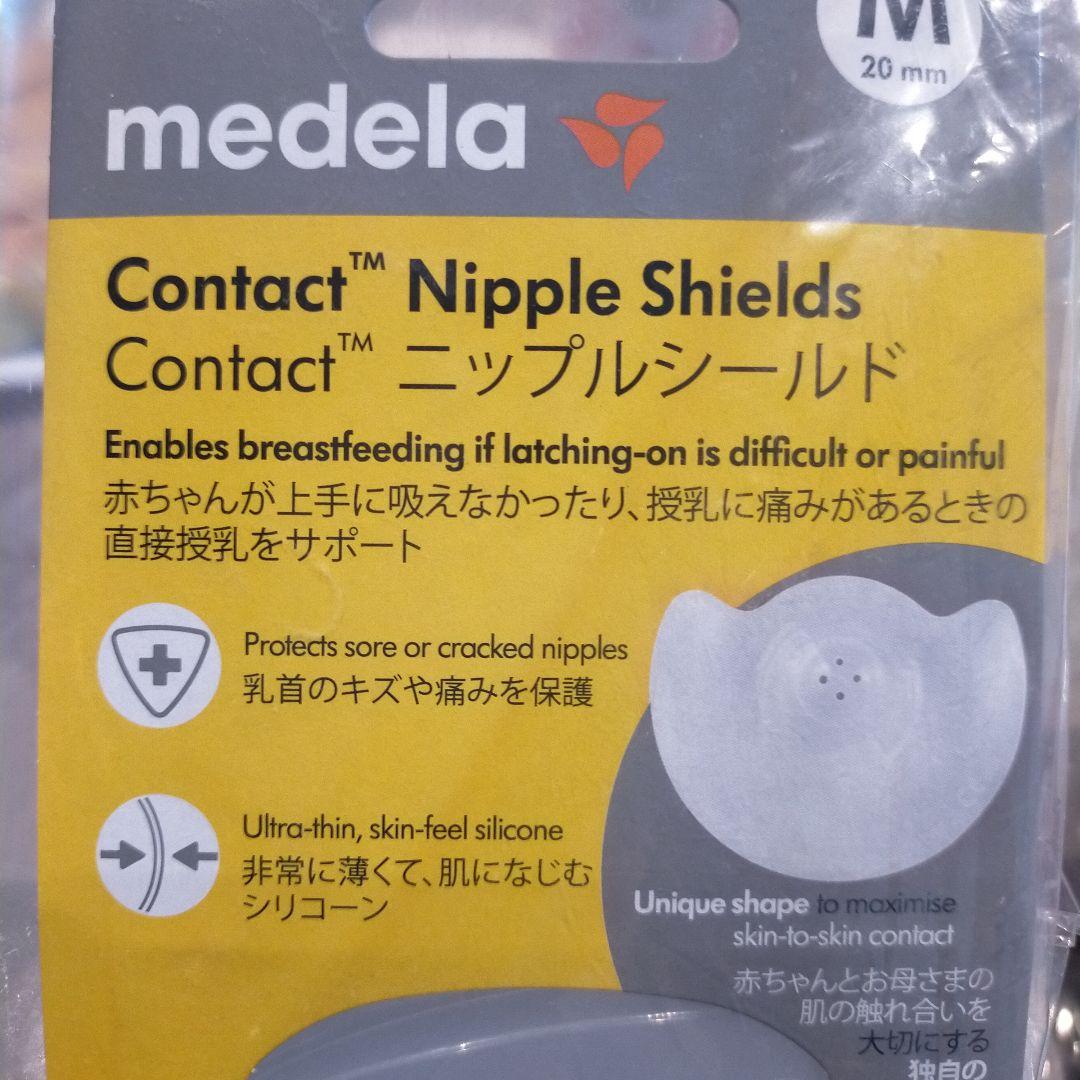 M
20 mm
medela
Contact™ Nipple Shields
Contact™ ニップルシールド
Enables breastfeeding if latching-on is difficult or painful
赤ちゃんが上手に吸えなかったり、授乳に痛みがあるときの
直接授乳をサポート
Protects sore or cracked nipples
乳首のキズや痛みを保護
Ultra-thin, skin-feel silicone
非常に薄くて、肌になじむ
シリコーン
Unique shape to maximise
skin-to-skin contact
赤ちゃんとお母さまの
肌の触れ合いを
大切にする
独自の